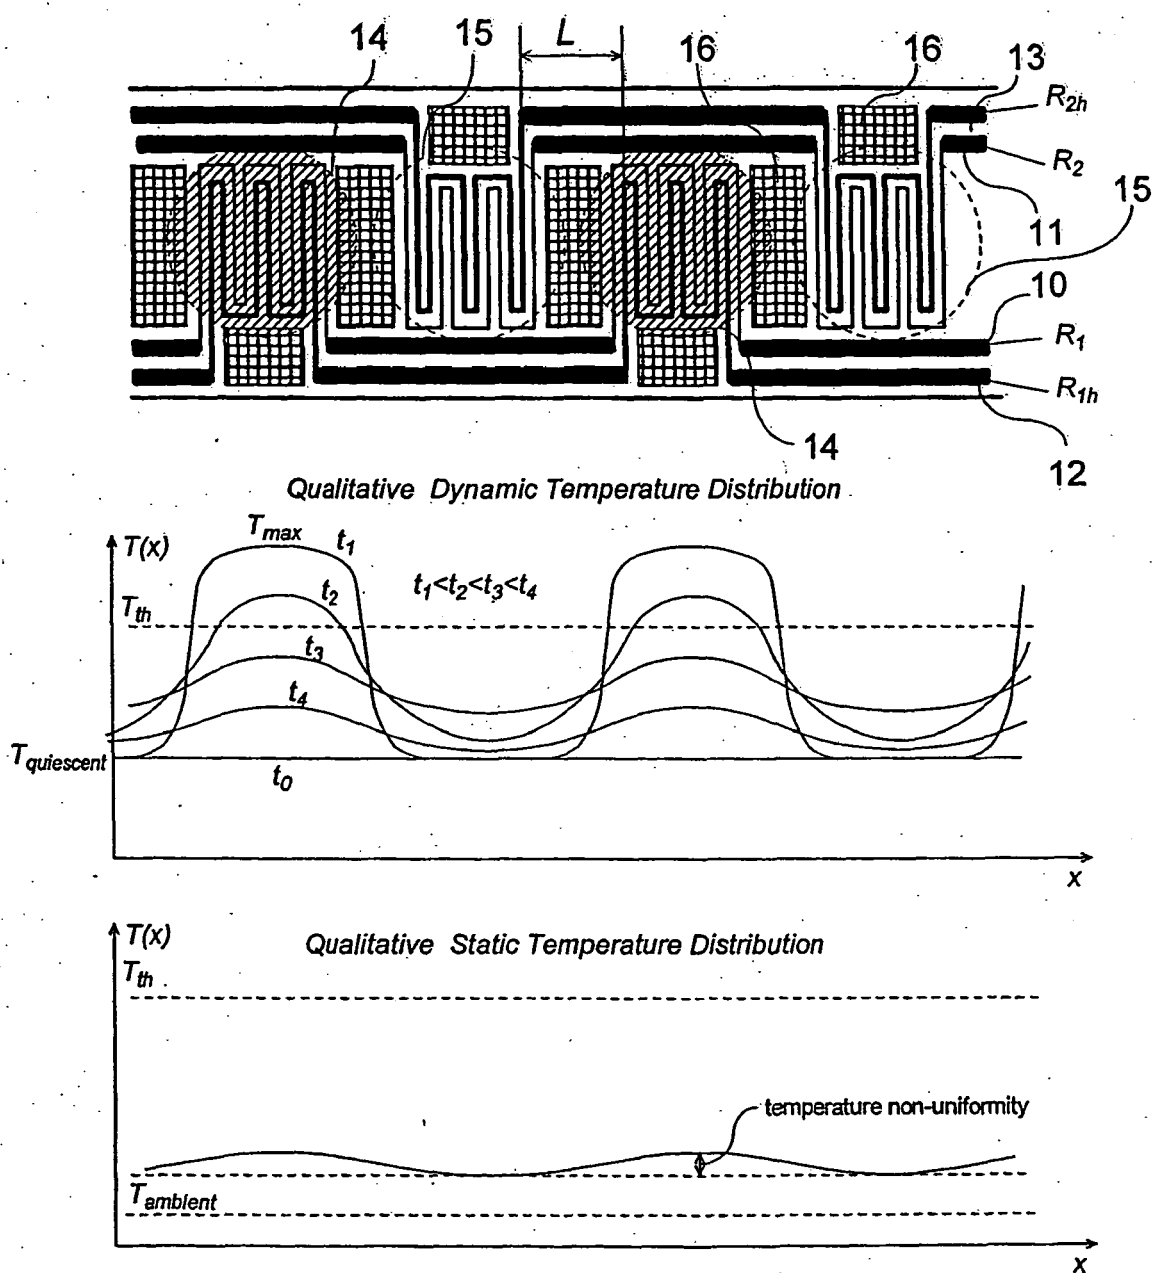 14
15
L
16
16
13
R2h
R2
11
15
10
R1
R1h
14
12
Qualitative Dynamic Temperature Distribution
T(x)
Tmax
t1
t2
t1<t2<t3<t4
Tth
t3
t4
Tquiescent
t0
x
T(x)
Qualitative Static Temperature Distribution
Tth
temperature non-uniformity
Tambient
x